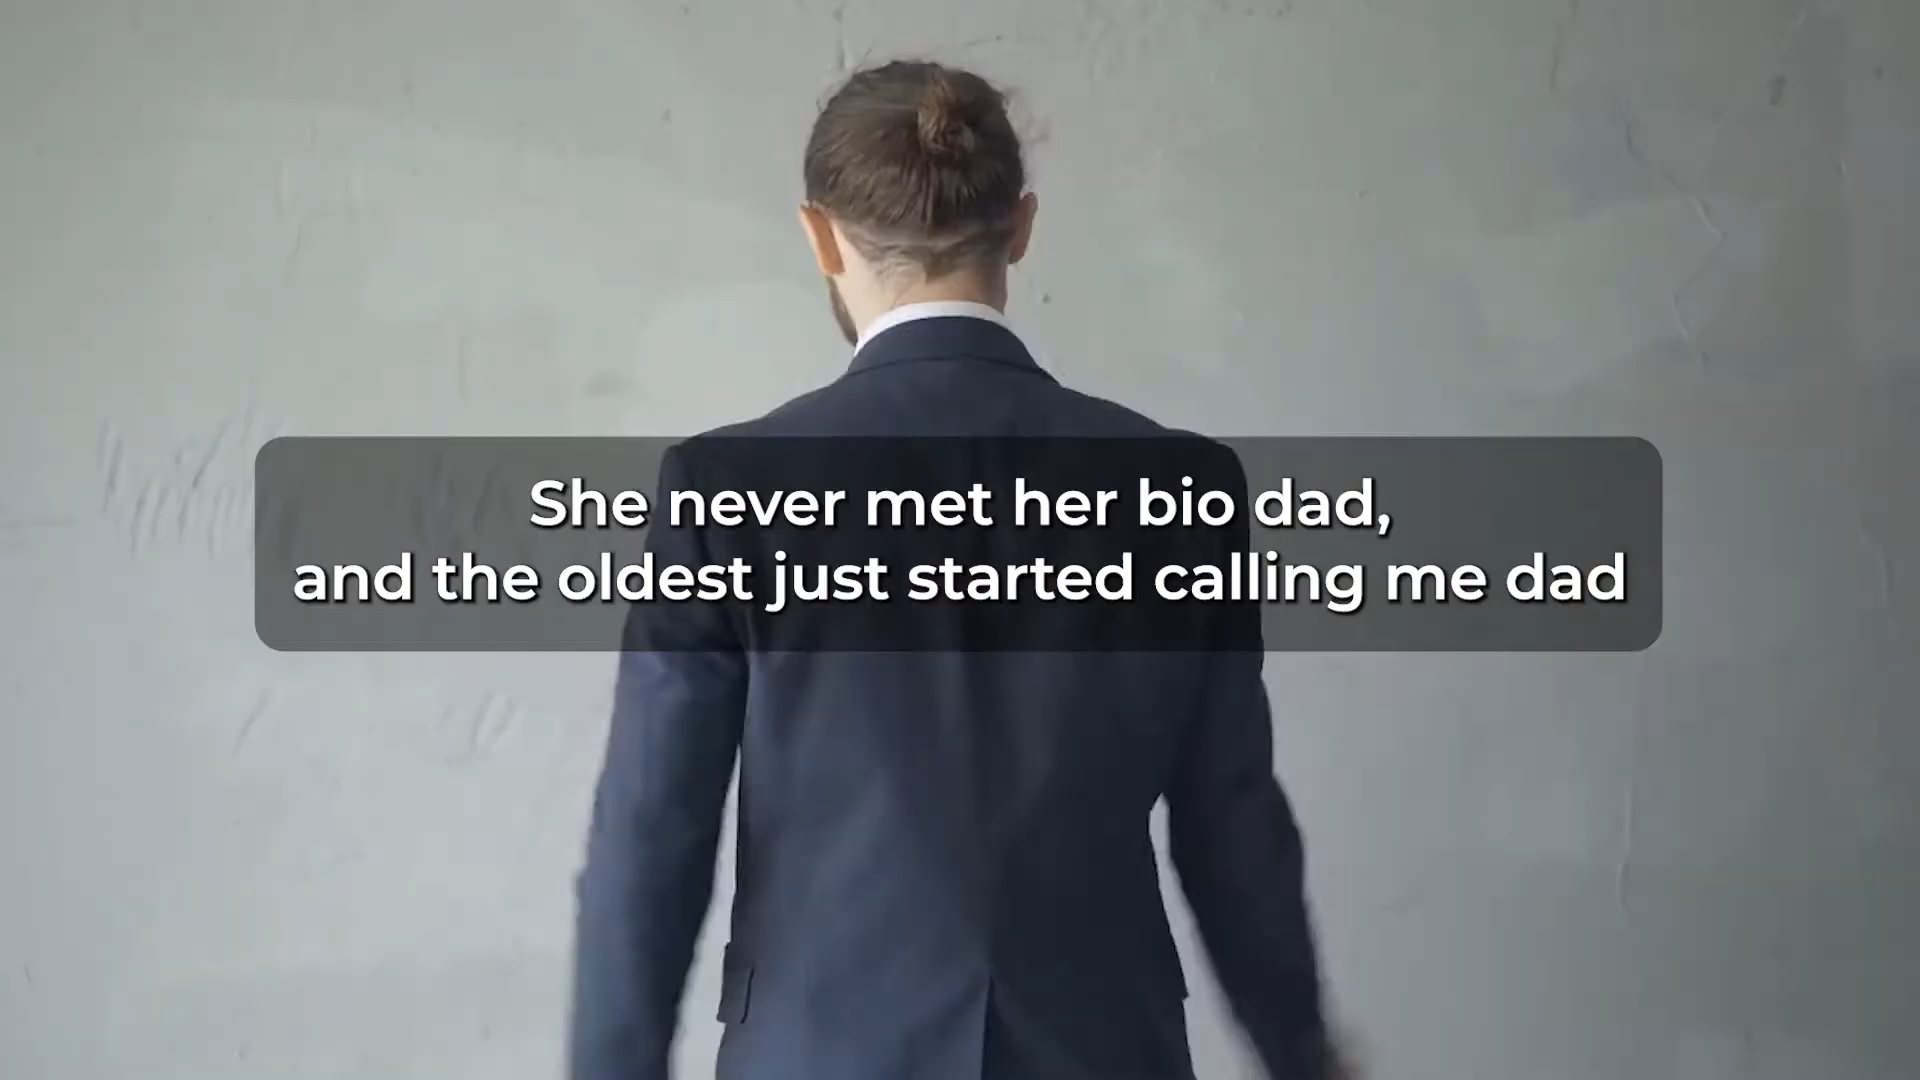 She never met her bio dad,
and the oldest just started calling me dad